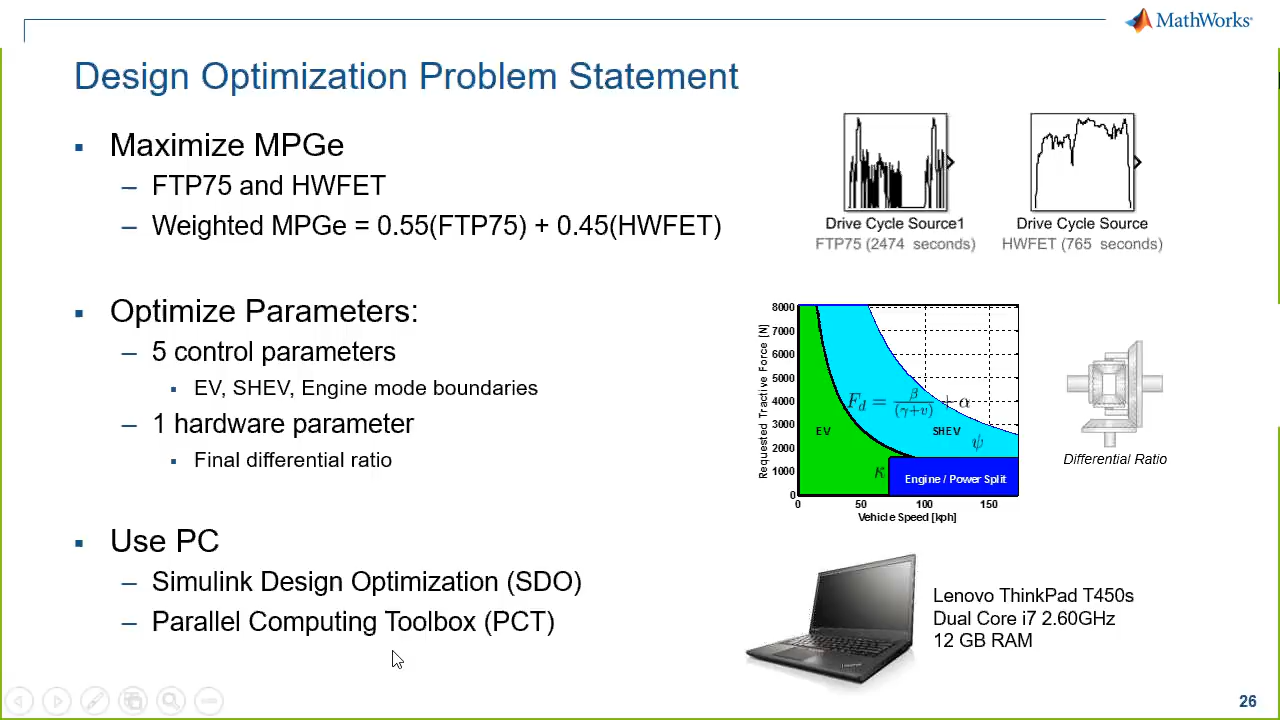 MathWorks®
Design Optimization Problem Statement
▪ Maximize MPGe
– FTP75 and HWFET
– Weighted MPGe = 0.55(FTP75) + 0.45(HWFET)
Drive Cycle Source1
FTP75 (2474 seconds)
Drive Cycle Source
HWFET (765 seconds)
▪ Optimize Parameters:
– 5 control parameters
▪ EV, SHEV, Engine mode boundaries
– 1 hardware parameter
▪ Final differential ratio
Requested Tractive Force [N]
8000
7000
6000
5000
4000
3000
2000
1000
0
F_d = β/(γ+υ) + α
EV
SHEV
ψ
κ
Engine / Power Split
0 50 100 150
Vehicle Speed [kph]
Differential Ratio
▪ Use PC
– Simulink Design Optimization (SDO)
– Parallel Computing Toolbox (PCT)
Lenovo ThinkPad T450s
Dual Core i7 2.60GHz
12 GB RAM
26